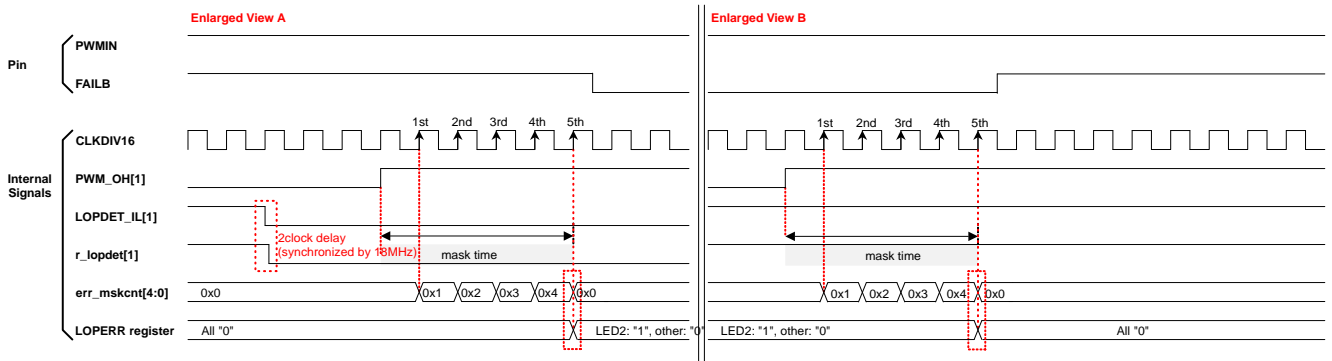 Enlarged View A
Enlarged View B
Pin
PWMIN
FAILB
1st 2nd 3rd 4th 5th
1st 2nd 3rd 4th 5th
CLKDIV16
Internal
Signals
PWM_OH[1]
LOPDET_IL[1]
2clock delay
(synchronized by 18MHz)
r_lopdet[1]
mask time
mask time
err_mskcnt[4:0]
0x0 0x1 0x2 0x3 0x4 0x0
0x1 0x2 0x3 0x4 0x0
LOPERR register
All "0" LED2: "1", other: "0"
LED2: "1", other: "0" All "0"